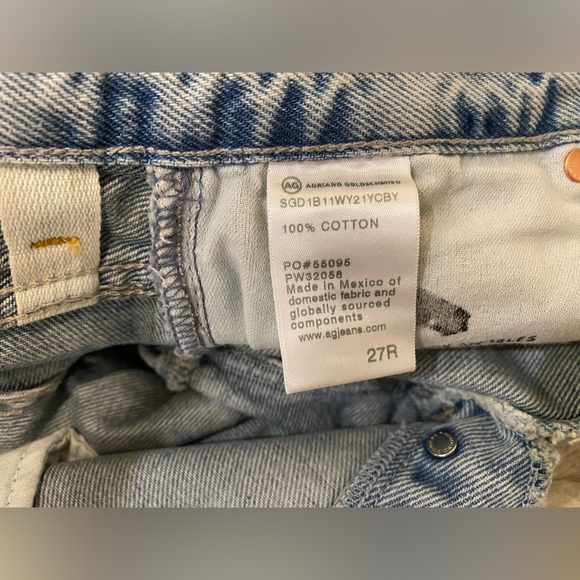 AG ADRIANO GOLDSCHMIED
SGD1B11WY21YCBY
100% COTTON
PO#55095
PW32058
Made in Mexico of
domestic fabric and
globally sourced
components
www.agjeans.com
27R